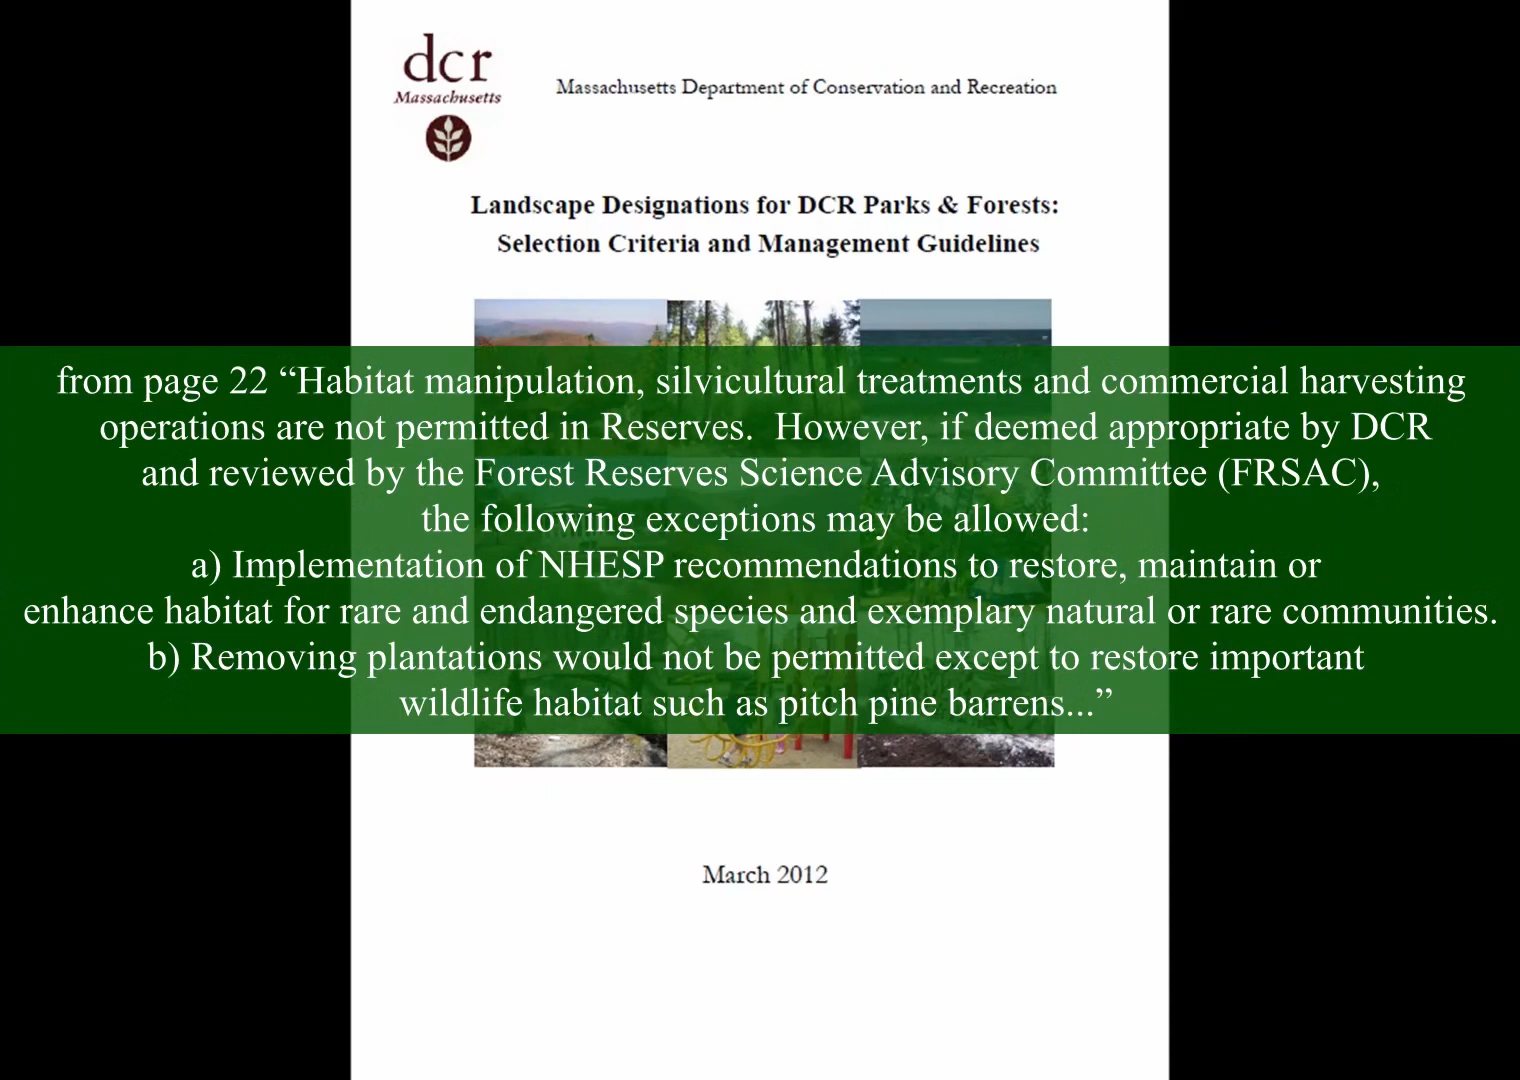 dcr
Massachusetts
Massachusetts Department of Conservation and Recreation
Landscape Designations for DCR Parks & Forests:
Selection Criteria and Management Guidelines
from page 22 “Habitat manipulation, silvicultural treatments and commercial harvesting
operations are not permitted in Reserves.  However, if deemed appropriate by DCR
and reviewed by the Forest Reserves Science Advisory Committee (FRSAC),
the following exceptions may be allowed:
a) Implementation of NHESP recommendations to restore, maintain or
enhance habitat for rare and endangered species and exemplary natural or rare communities.
b) Removing plantations would not be permitted except to restore important
wildlife habitat such as pitch pine barrens...”
March 2012